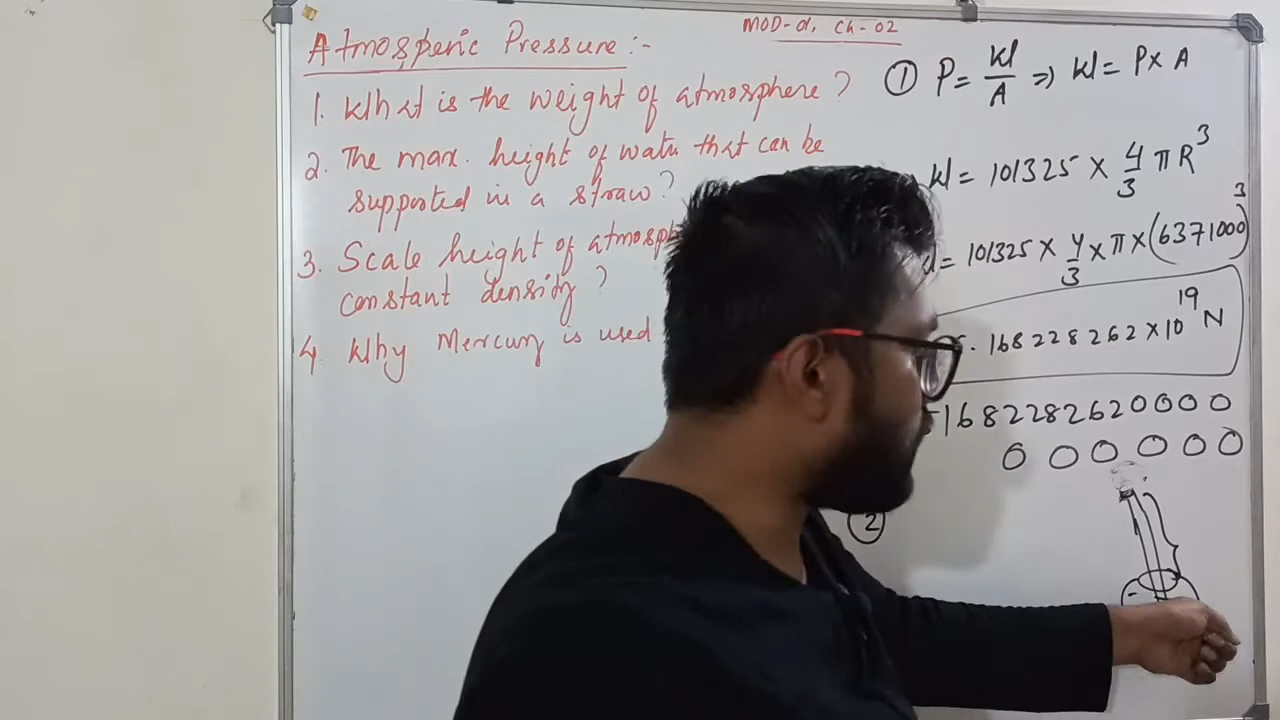 MOD-01, Ch-02
Atmospheric Pressure :-
1. What is the weight of atmosphere ?
2. The max. height of water that can be
supported in a straw ?
3. Scale height of atmosph
constant density ?
4. Why Mercury is used
① P = W/A ⇒ W = P × A
W = 101325 × 4/3 π R³
= 101325 × 4/3 × π × (6371000)³
. 168228262 × 10¹⁹ N
1682282620000
000000
②